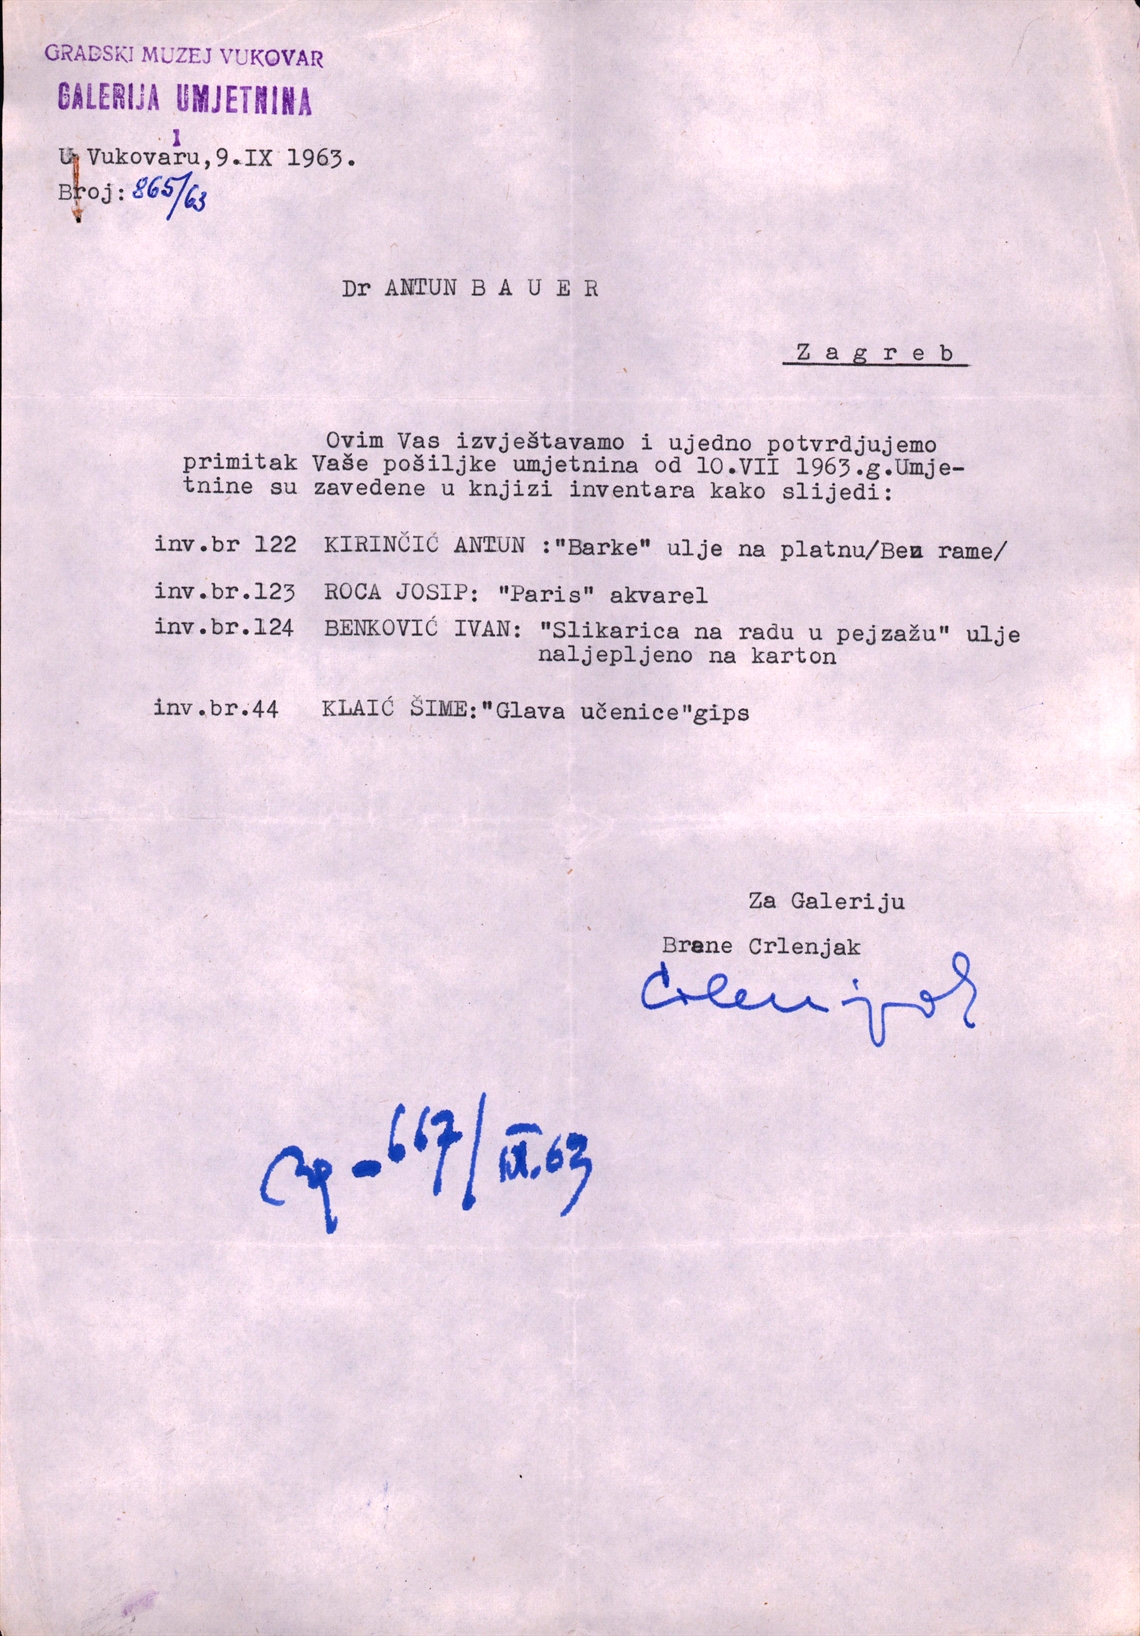 GRADSKI MUZEJ VUKOVAR
GALERIJA UMJETNINA
1
U Vukovaru,9.IX 1963.
Broj: 865/63
Dr ANTUN B A U E R
Z a g r e b
Ovim Vas izvještavamo i ujedno potvrdjujemo
primitak Vaše pošiljke umjetnina od 10.VII 1963.g.Umje-
tnine su zavedene u knjizi inventara kako slijedi:
inv.br 122 KIRINČIĆ ANTUN :"Barke" ulje na platnu/Bez rame/
inv.br.123 ROCA JOSIP: "Paris" akvarel
inv.br.124 BENKOVIĆ IVAN: "Slikarica na radu u pejzažu" ulje
naljepljeno na karton
inv.br.44 KLAIĆ ŠIME:"Glava učenice"gips
Za Galeriju
Brane Crlenjak
Crlenjak
-667/IX.63